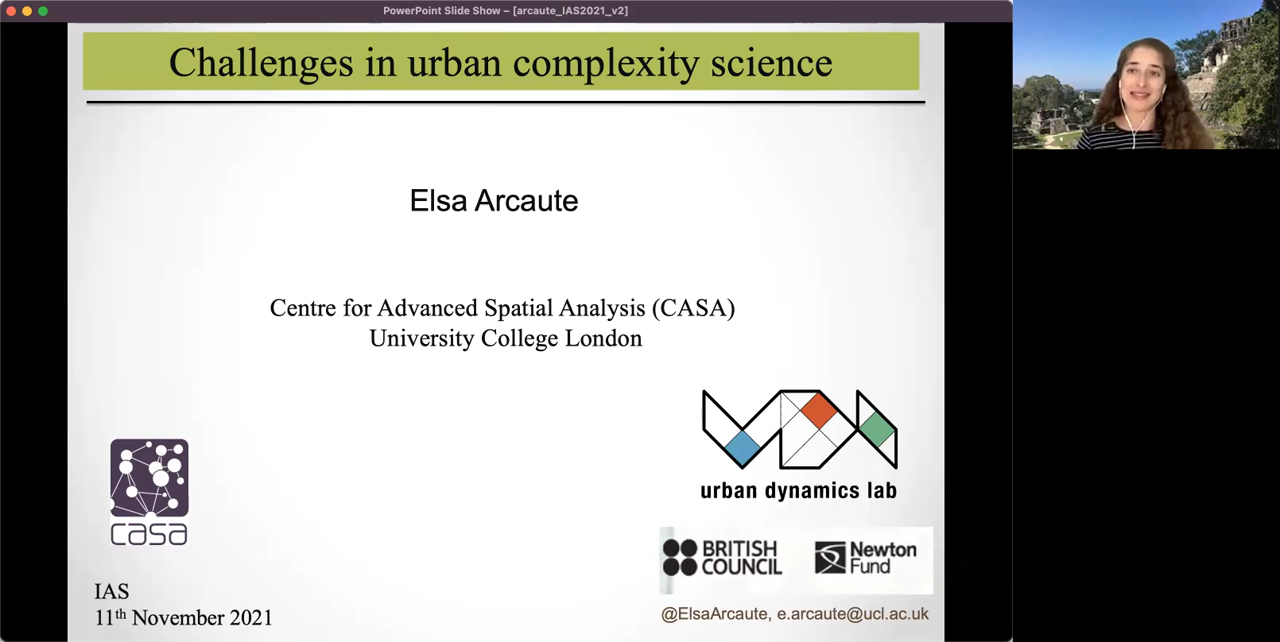 PowerPoint Slide Show – [arcaute_IAS2021_v2]
Challenges in urban complexity science
Elsa Arcaute
Centre for Advanced Spatial Analysis (CASA)
University College London
casa
urban dynamics lab
BRITISH
COUNCIL
Newton
Fund
IAS
11th November 2021
@ElsaArcaute, e.arcaute@ucl.ac.uk